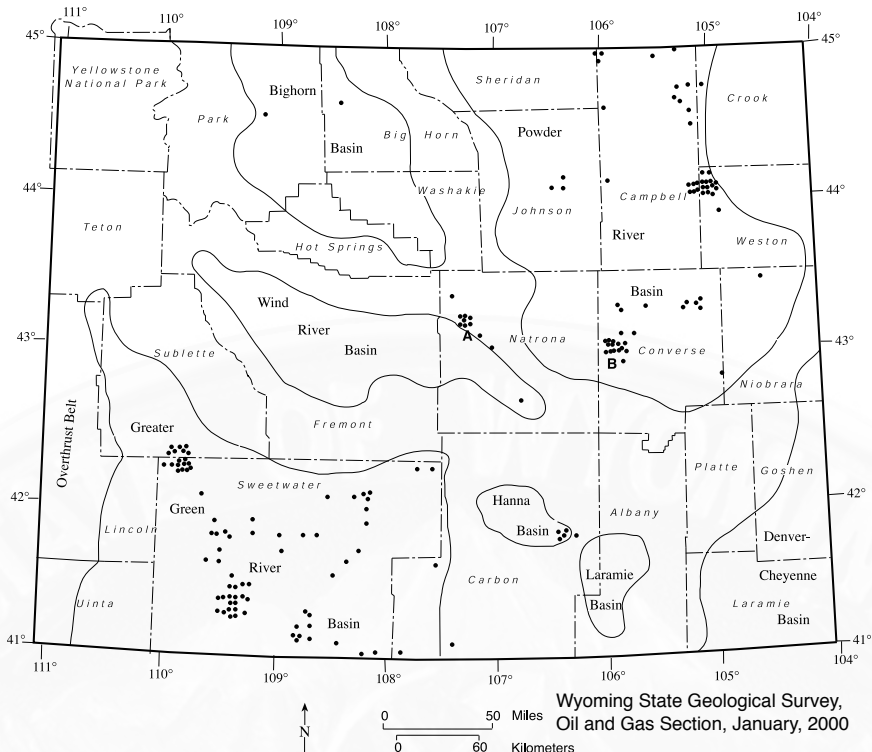 111°
110°
109°
108°
107°
106°
105°
104°
45°
45°
Yellowstone
National Park
Park
Bighorn
Basin
Big Horn
Sheridan
Crook
Powder
44°
44°
Teton
Washakie
Johnson
Campbell
River
Weston
Hot Springs
Wind
River
Basin
A
Natrona
Basin
B
Converse
Niobrara
43°
43°
Sublette
Overthrust Belt
Greater
Fremont
Platte
Goshen
42°
42°
Sweetwater
Green
Lincoln
Hanna
Basin
Albany
Denver-
Cheyenne
Basin
River
Basin
Carbon
Laramie
Basin
Laramie
Uinta
41°
41°
111°
110°
109°
108°
107°
106°
105°
104°
N
0 50 Miles
0 60 Kilometers
Wyoming State Geological Survey,
Oil and Gas Section, January, 2000